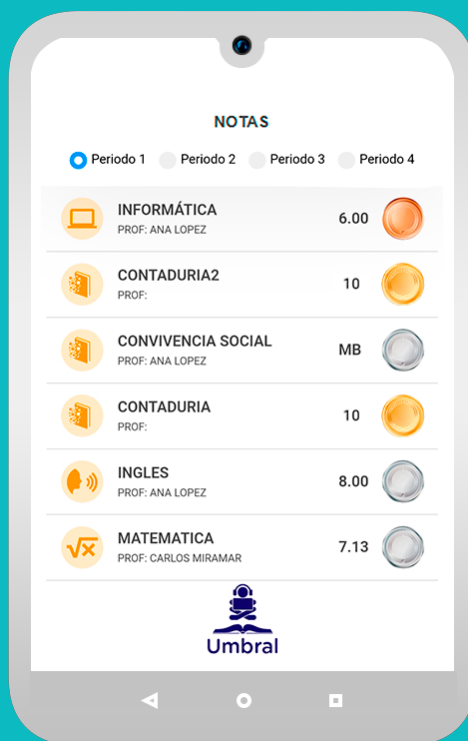 NOTAS
Periodo 1 Periodo 2 Periodo 3 Periodo 4
INFORMÁTICA
PROF: ANA LOPEZ
6.00
CONTADURIA2
PROF:
10
CONVIVENCIA SOCIAL
PROF: ANA LOPEZ
MB
CONTADURIA
PROF:
10
INGLES
PROF: ANA LOPEZ
8.00
MATEMATICA
PROF: CARLOS MIRAMAR
7.13
Umbral